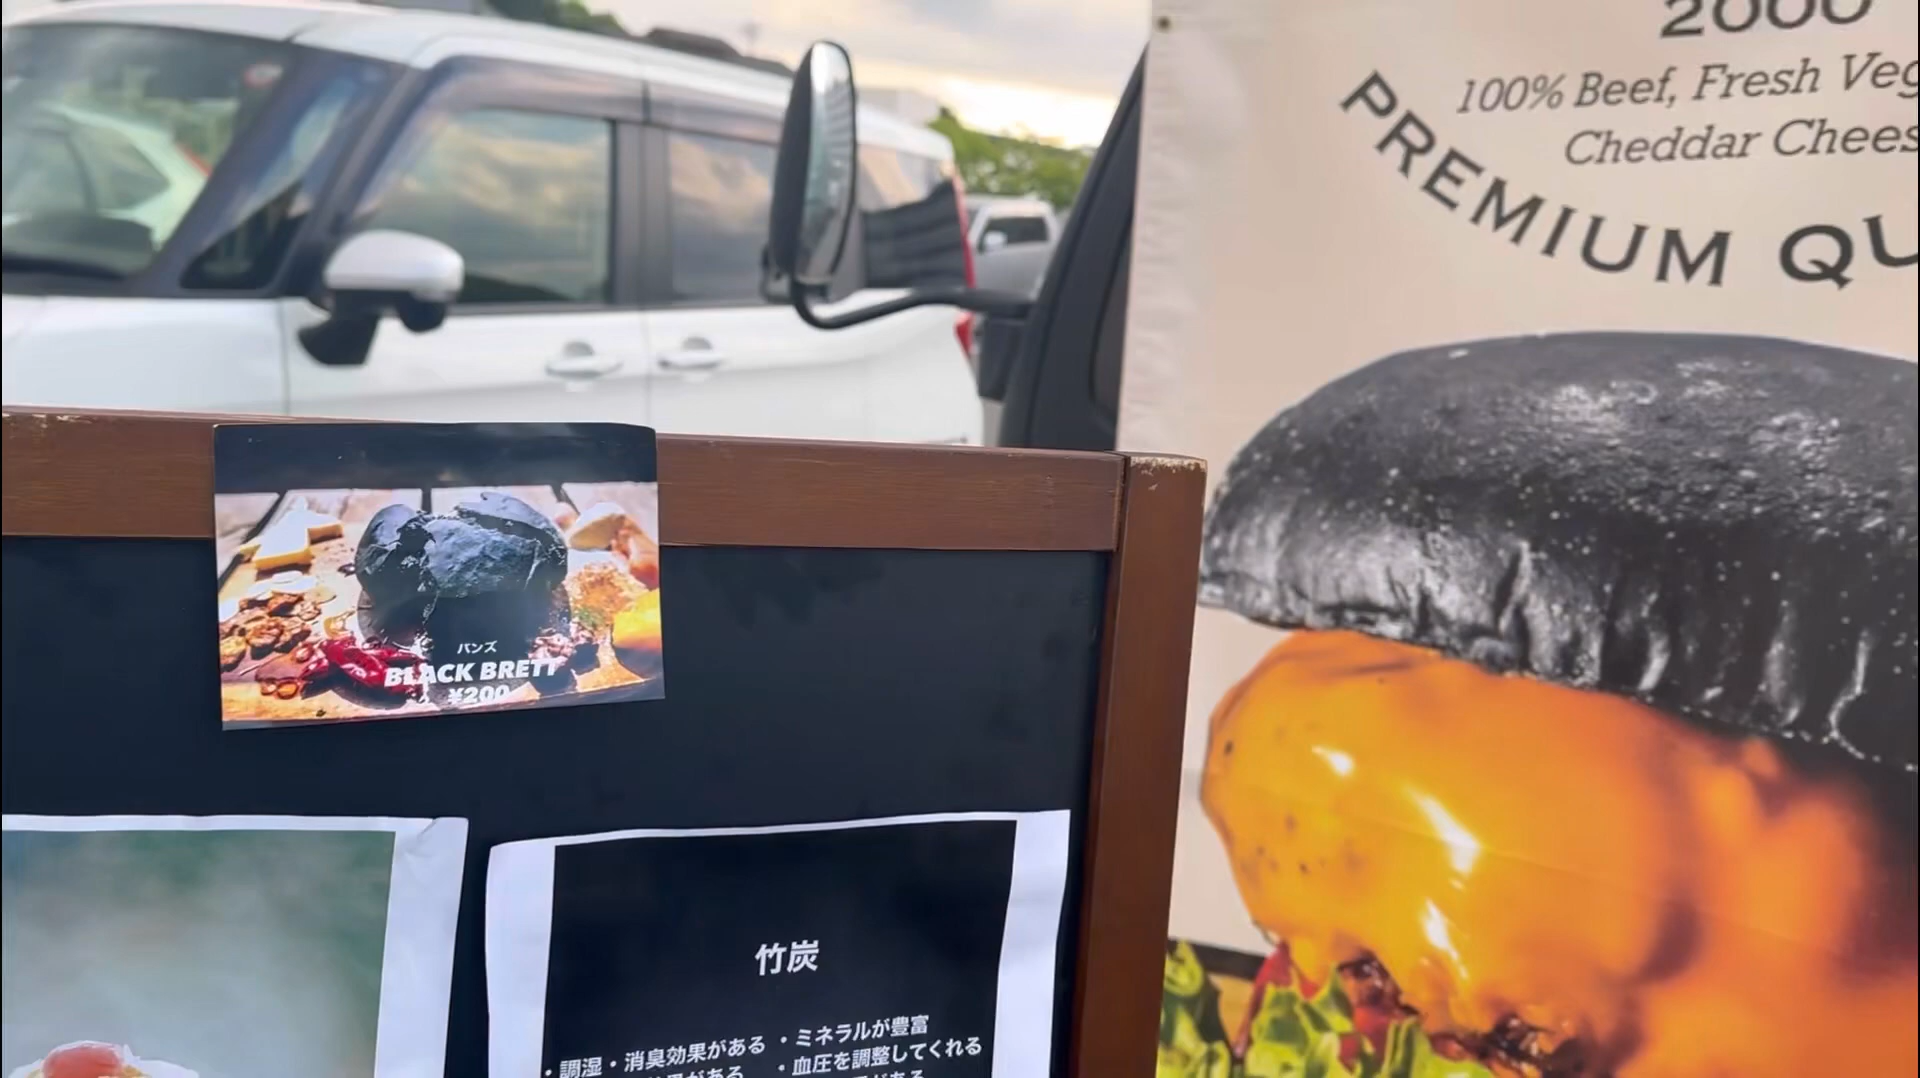 2000
100% Beef, Fresh Veg
Cheddar Chees
PREMIUM QU
バンズ
BLACK BRETT
¥200
竹炭
・調湿・消臭効果がある
・ミネラルが豊富
・血圧を調整してくれる